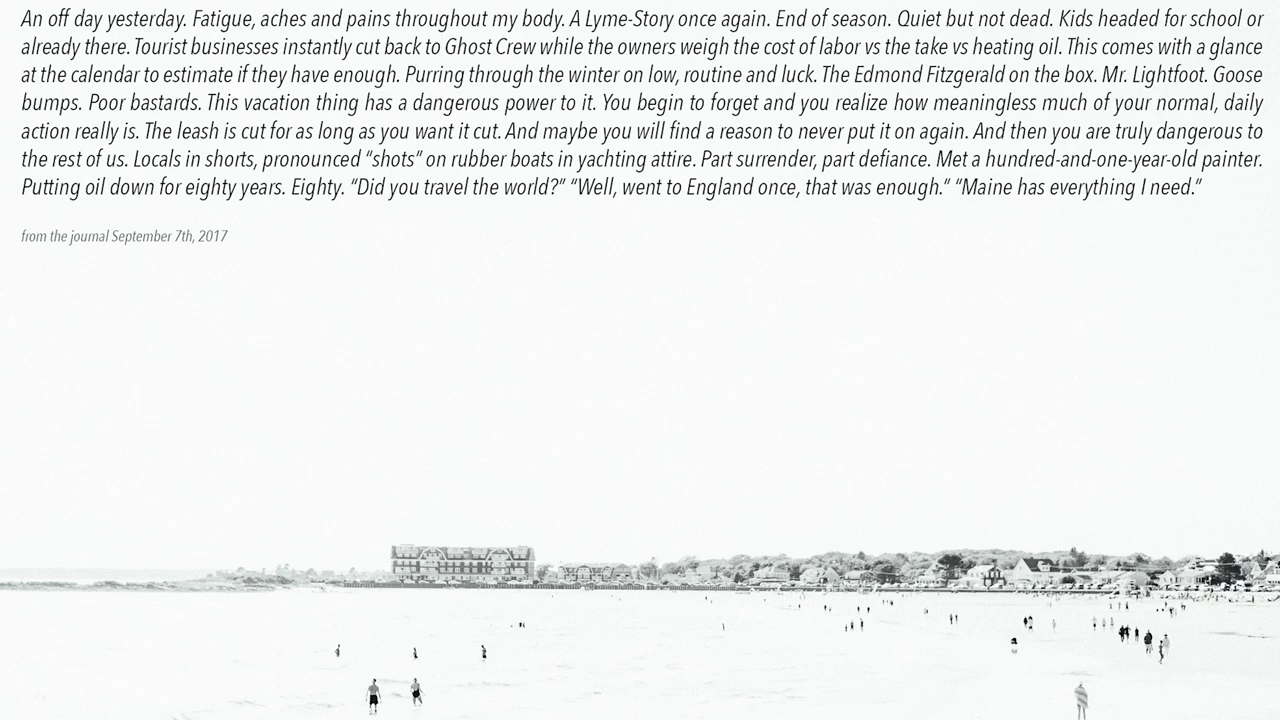 An off day yesterday. Fatigue, aches and pains throughout my body. A Lyme-Story once again. End of season. Quiet but not dead. Kids headed for school or
already there. Tourist businesses instantly cut back to Ghost Crew while the owners weigh the cost of labor vs the take vs heating oil. This comes with a glance
at the calendar to estimate if they have enough. Purring through the winter on low, routine and luck. The Edmond Fitzgerald on the box. Mr. Lightfoot. Goose
bumps. Poor bastards. This vacation thing has a dangerous power to it. You begin to forget and you realize how meaningless much of your normal, daily
action really is. The leash is cut for as long as you want it cut. And maybe you will find a reason to never put it on again. And then you are truly dangerous to
the rest of us. Locals in shorts, pronounced “shots” on rubber boats in yachting attire. Part surrender, part defiance. Met a hundred-and-one-year-old painter.
Putting oil down for eighty years. Eighty. “Did you travel the world?” “Well, went to England once, that was enough.” “Maine has everything I need.“
from the journal September 7th, 2017